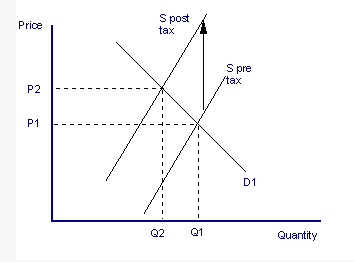 Price
S post
tax
S pre
tax
P2
P1
D1
Q2
Q1
Quantity